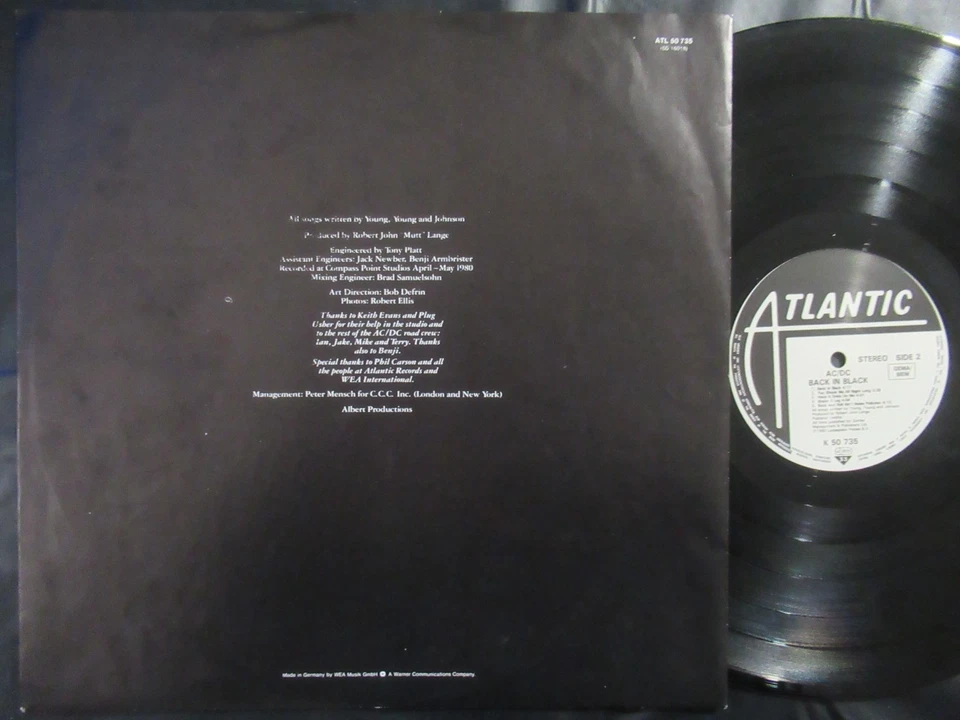 ATL 50 735
All songs written by Young, Young and Johnson
Produced by Robert John "Mutt" Lange
Engineered by Tony Platt
Assistant Engineers: Jack Newber, Benji Armbrister
Recorded at Compass Point Studios April–May 1980
Mixing Engineer: Brad Samuelsohn
Art Direction: Bob Defrin
Photos: Robert Ellis
Thanks to Keith Evans and Plug
Usher for their help in the studio and
to the rest of the AC/DC road crew:
Ian, Jake, Mike and Terry. Thanks
also to Benji.
Special thanks to Phil Carson and all
the people at Atlantic Records and
WEA International.
Management: Peter Mensch for C.C.C. Inc. (London and New York)
Albert Productions
Made in Germany by WEA Musik GmbH A Warner Communications Company
ATLANTIC
STEREO SIDE 2
AC/DC
BACK IN BLACK
GEMA/
BIEM
K 50 735
33